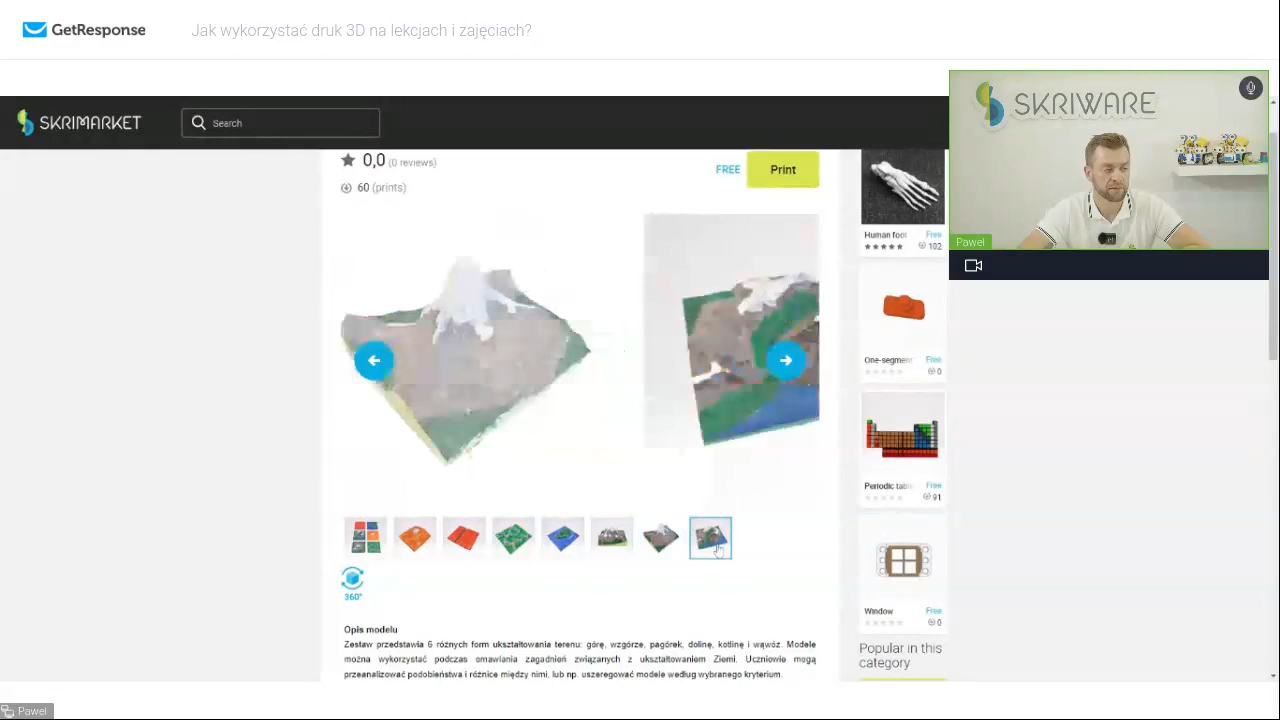 GetResponse
Jak wykorzystać druk 3D na lekcjach i zajęciach?
SKRIWARE
Pawel
SKRIMARKET
Search
0,0 (0 reviews)
60 (prints)
FREE
Print
Human foot
Free
102
One-segment
Free
0
Periodic table
Free
91
Window
Free
0
Popular in this
category
360°
Opis modelu
Zestaw przedstawia 6 różnych form ukształtowania terenu: górę, wzgórze, pagórek, dolinę, kotlinę i wąwóz. Modele
można wykorzystać podczas omawiania zagadnień związanych z ukształtowaniem Ziemi. Uczniowie mogą
przeanalizować podobieństwa i różnice między nimi, lub np. uszeregować modele według wybranego kryterium.
Pawel